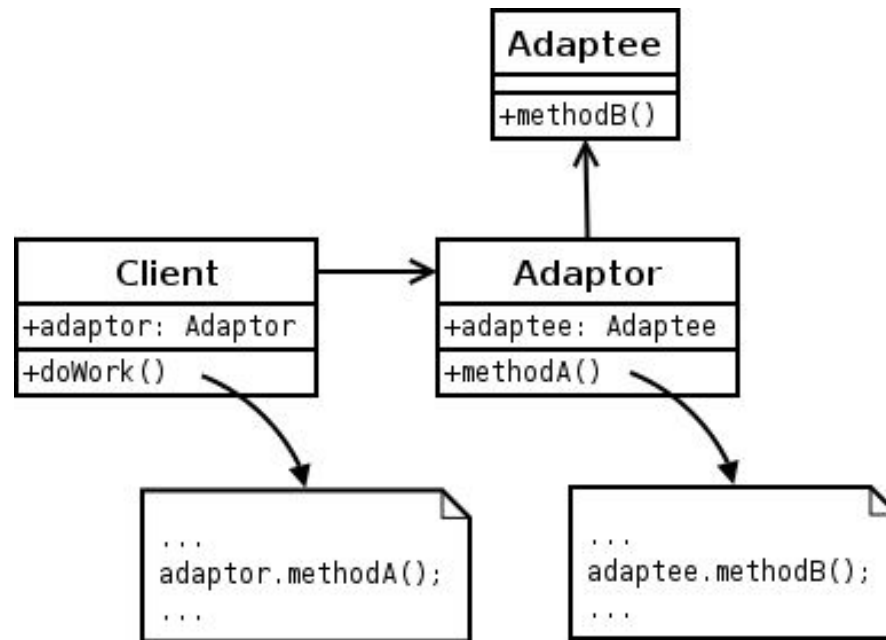 Adaptee
+methodB()
Client
+adaptor: Adaptor
+doWork()
Adaptor
+adaptee: Adaptee
+methodA()
...
adaptor.methodA();
...
...
adaptee.methodB();
...